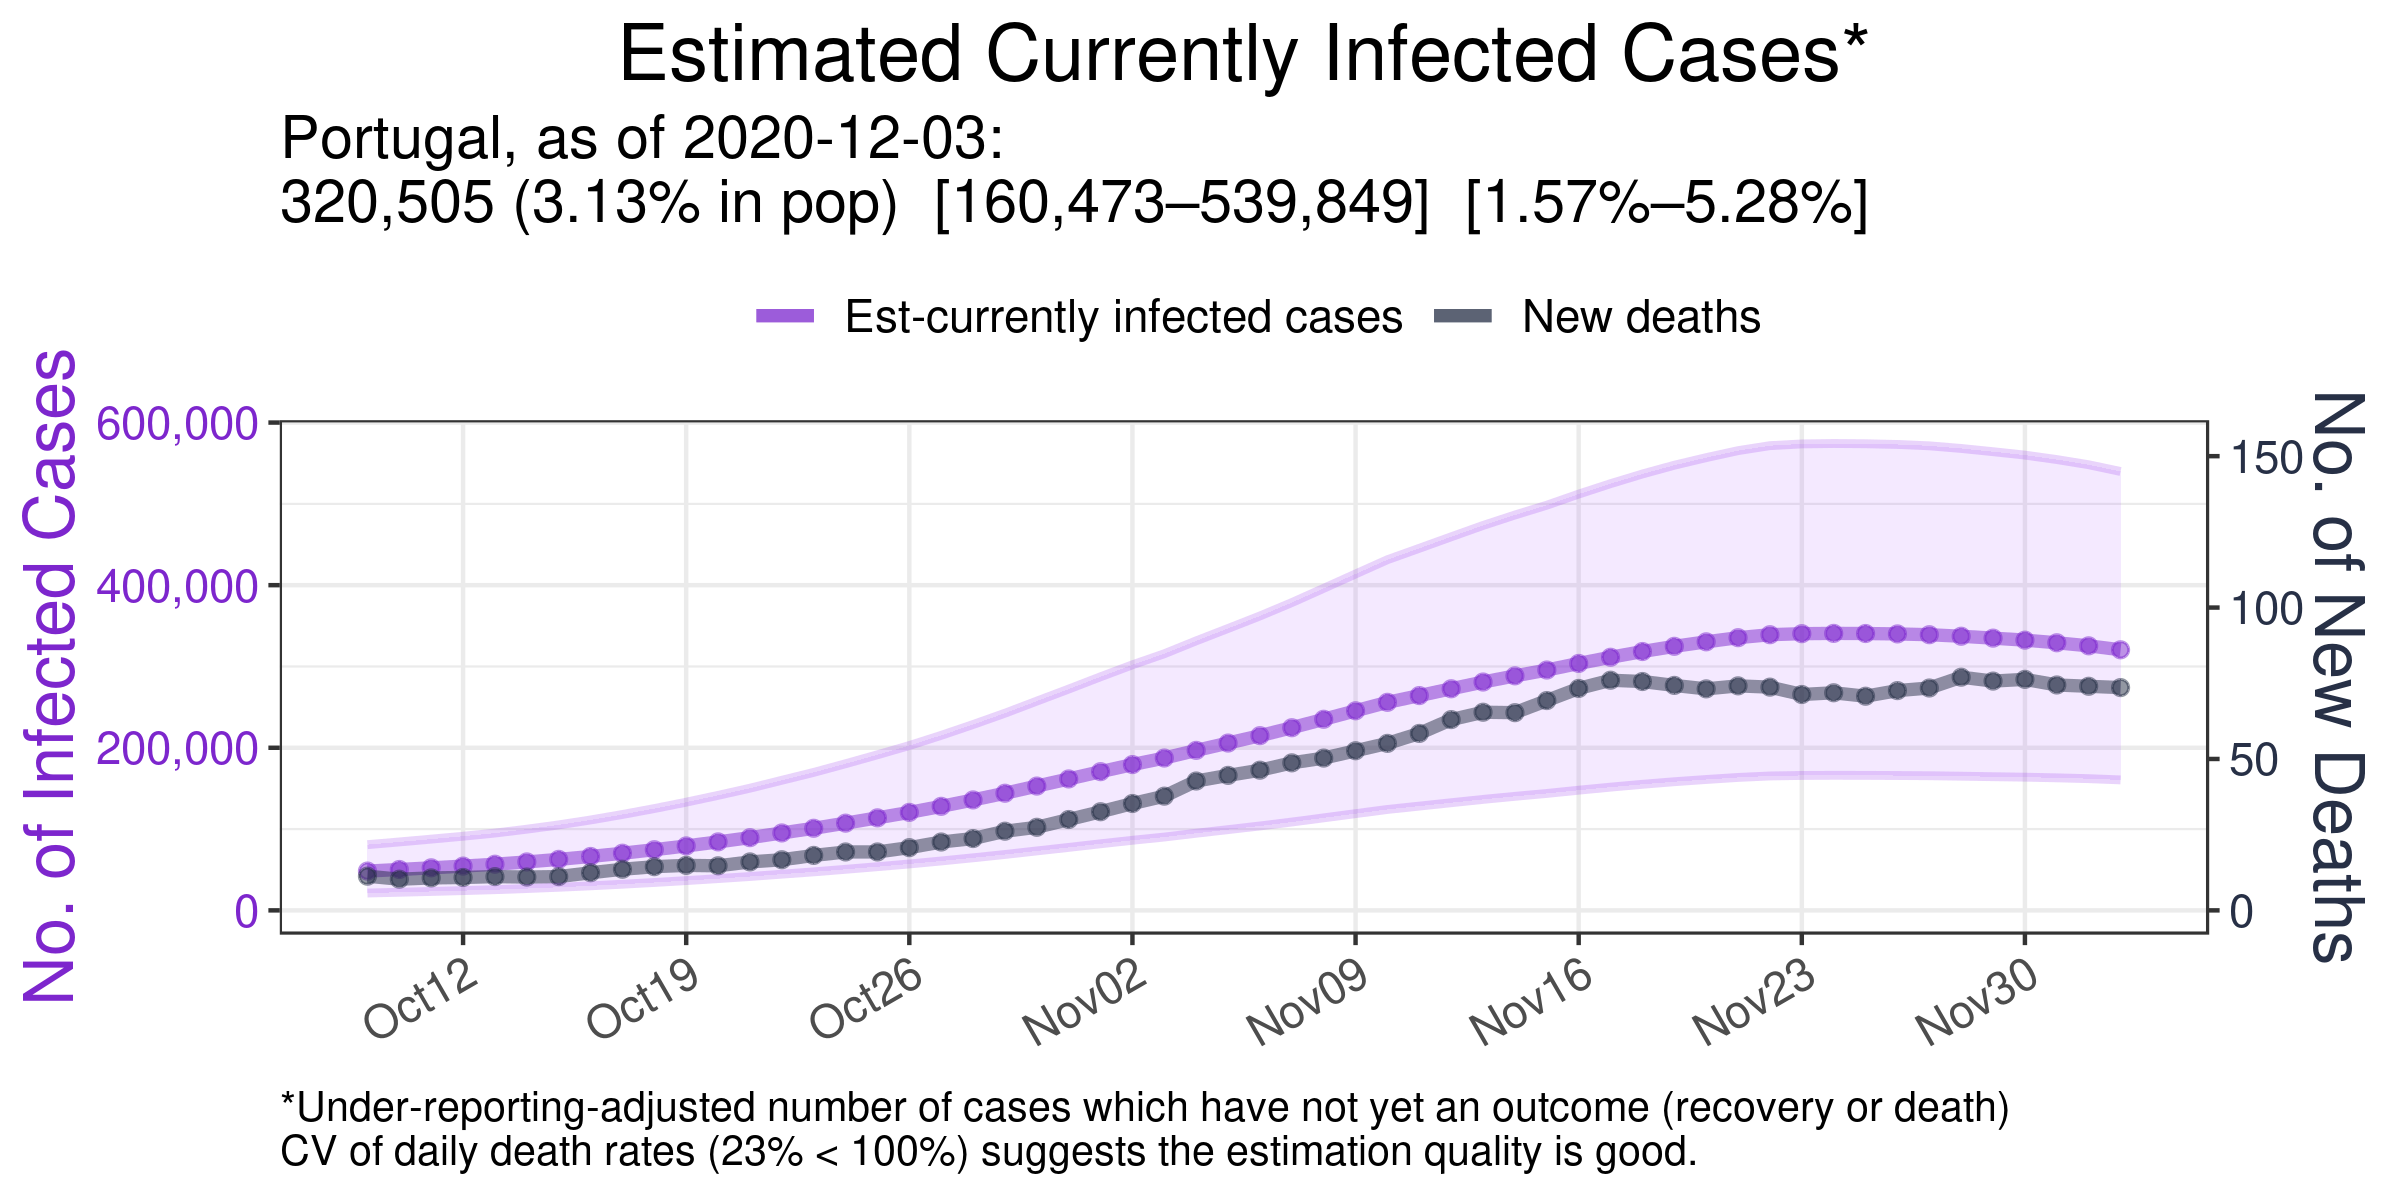 Estimated Currently Infected Cases*
Portugal, as of 2020-12-03:
320,505 (3.13% in pop) [160,473–539,849] [1.57%–5.28%]
Est-currently infected cases
New deaths
No. of Infected Cases
600,000
400,000
200,000
0
No. of New Deaths
150
100
50
0
Oct12
Oct19
Oct26
Nov02
Nov09
Nov16
Nov23
Nov30
*Under-reporting-adjusted number of cases which have not yet an outcome (recovery or death)
CV of daily death rates (23% < 100%) suggests the estimation quality is good.